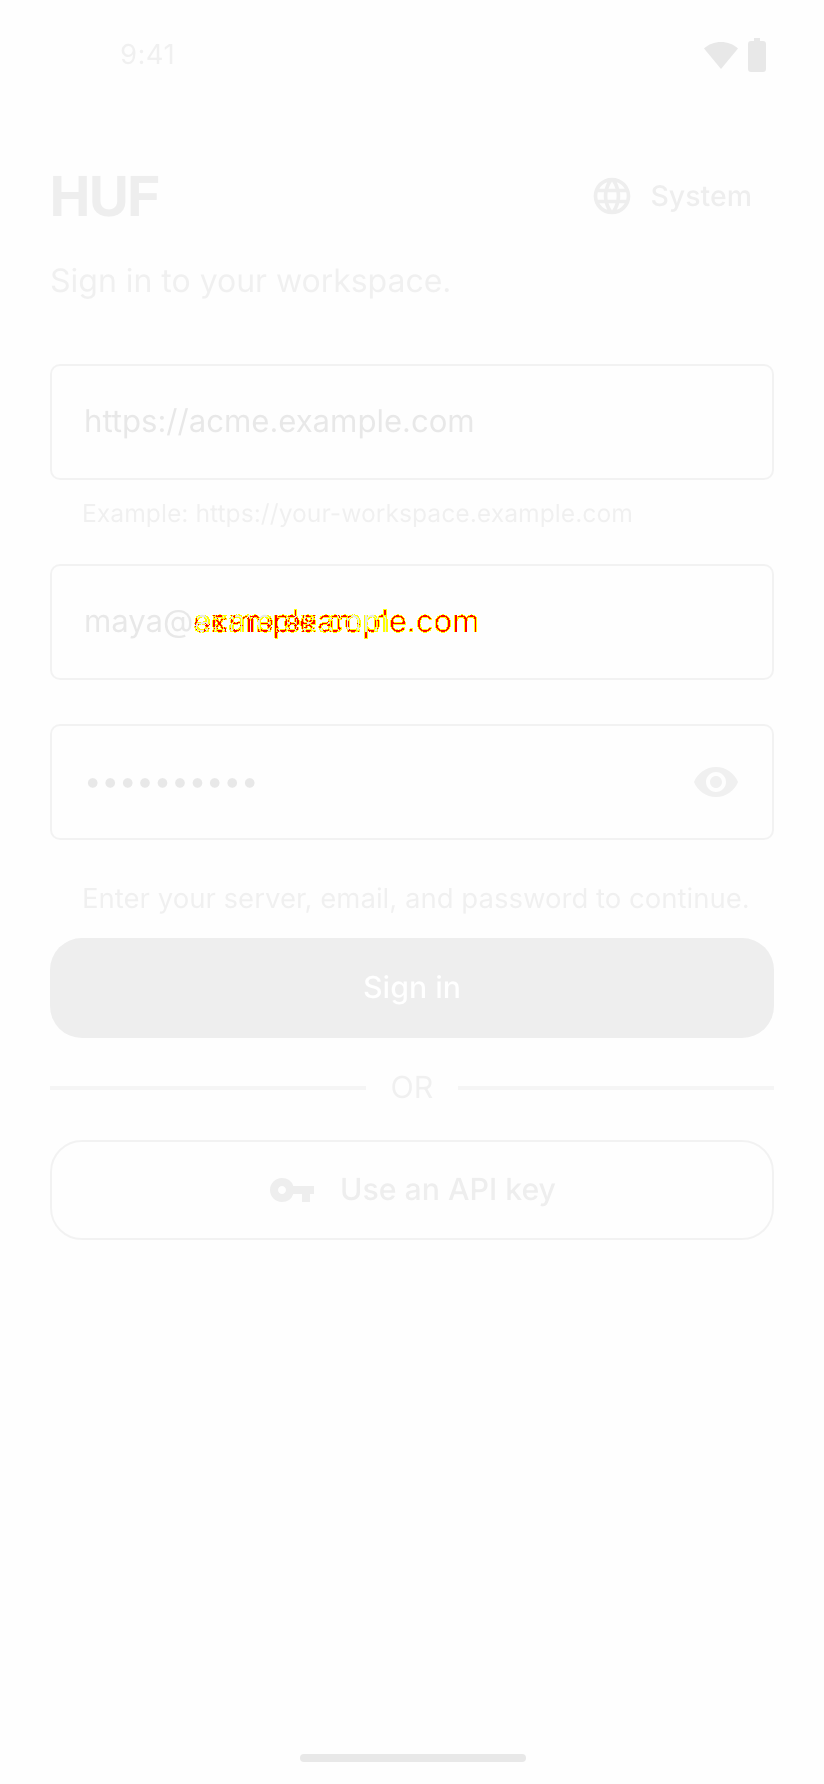 9:41
HUF
System
Sign in to your workspace.
https://acme.example.com
Example: https://your-workspace.example.com
maya@
••••••••••
Enter your server, email, and password to continue.
Sign in
OR
Use an API key